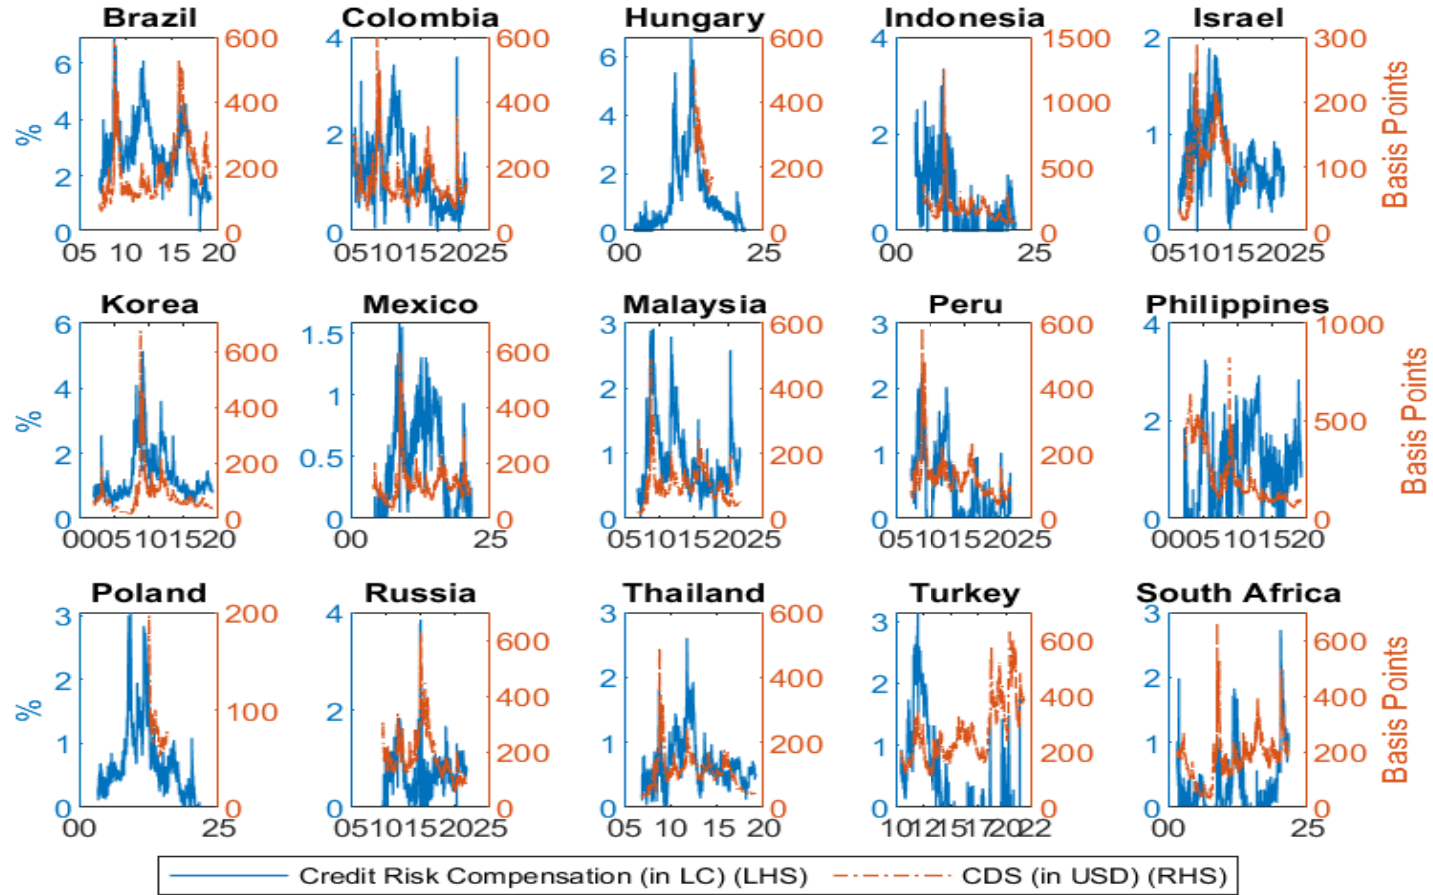 Brazil Colombia Hungary Indonesia Israel
6 600 4 600 6 600 4 1500 2 300
4 400 400 4 400 1000 200
% 2 2 1 Basis Points
2 200 200 2 200 500 100
0 0 0 0 0 0 0 0 0 0
05 10 15 20 0510152025 00 25 00 25 0510152025
Korea Mexico Malaysia Peru Philippines
6 600 1.5 600 3 600 3 600 4 1000
4 400 1 400 2 400 2 400
% 2 500 Basis Points
2 200 0.5 200 1 200 1 200
0 0 0 0 0 0 0 0 0 0
0005101520 00 25 0510152025 0510152025 0005101520
Poland Russia Thailand Turkey South Africa
3 200 4 600 3 600 3 600 3 600
2 400 2 400 2 400 2 400
% 100 2 Basis Points
1 200 1 200 1 200 1 200
0 0 0 0 0 0 0 0 0 0
00 25 0510152025 05 10 15 20 101215172022 00 25
Credit Risk Compensation (in LC) (LHS) CDS (in USD) (RHS)